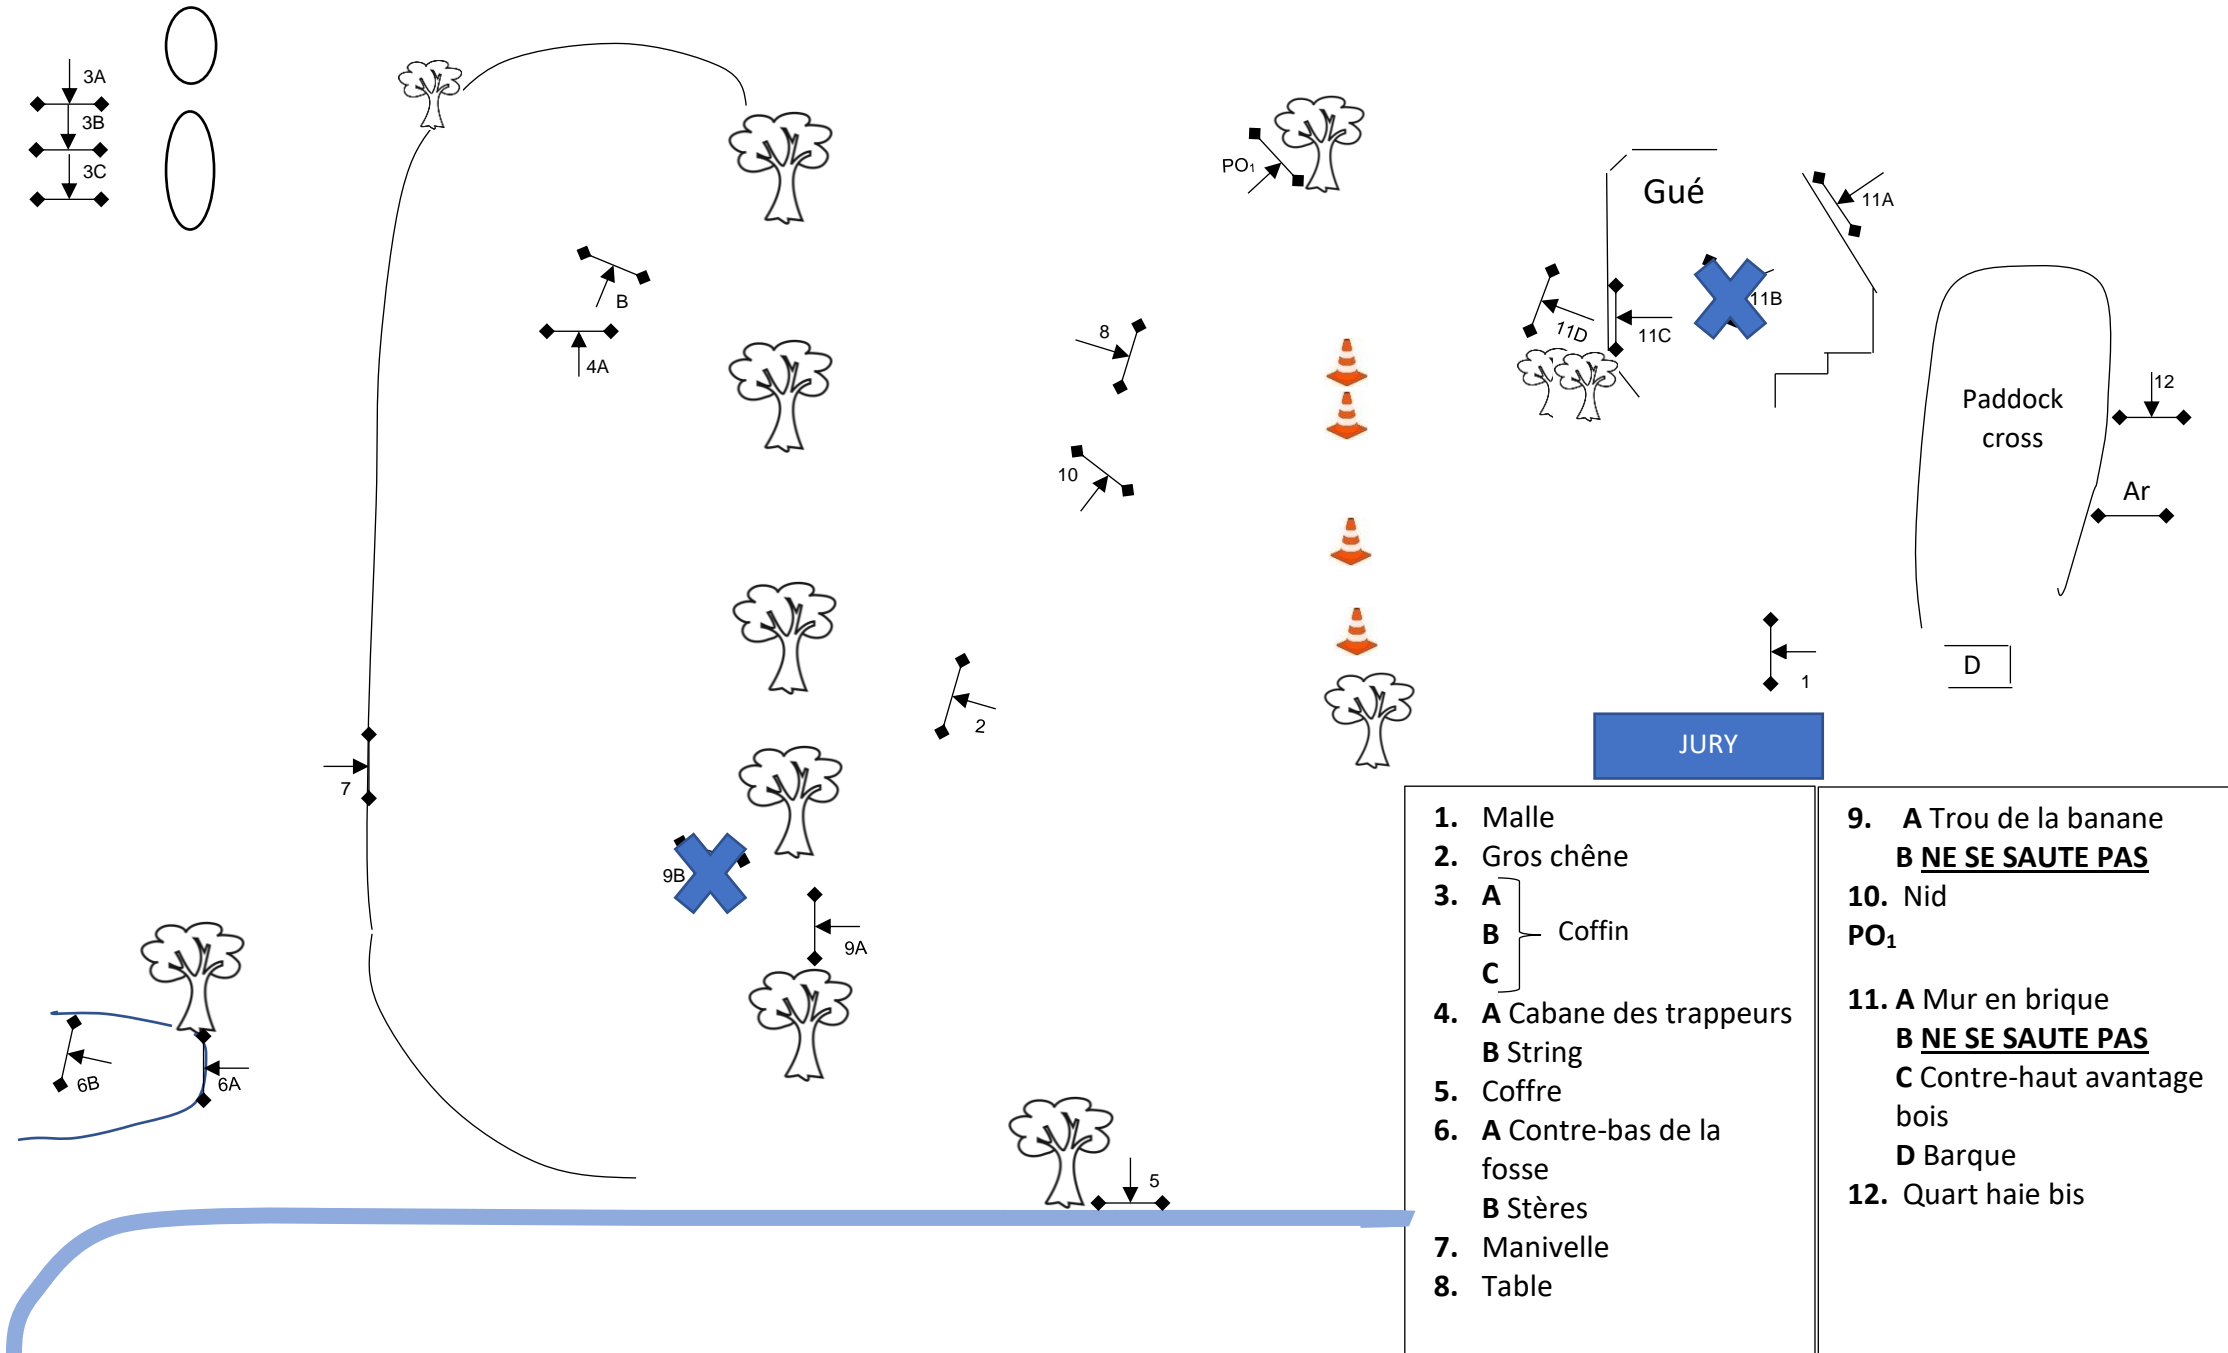 3A
3B
3C
PO₁
Gué
11A
B
4A
8
11D
11C
11B
10
Paddock
cross
12
Ar
D
1
2
JURY
7
9B
9A
6B
6A
5
1. Malle
2. Gros chêne
3. A
B
Coffin
C
4. A Cabane des trappeurs
B String
5. Coffre
6. A Contre-bas de la
fosse
B Stères
7. Manivelle
8. Table
9. A Trou de la banane
B NE SE SAUTE PAS
10. Nid
PO₁
11. A Mur en brique
B NE SE SAUTE PAS
C Contre-haut avantage
bois
D Barque
12. Quart haie bis